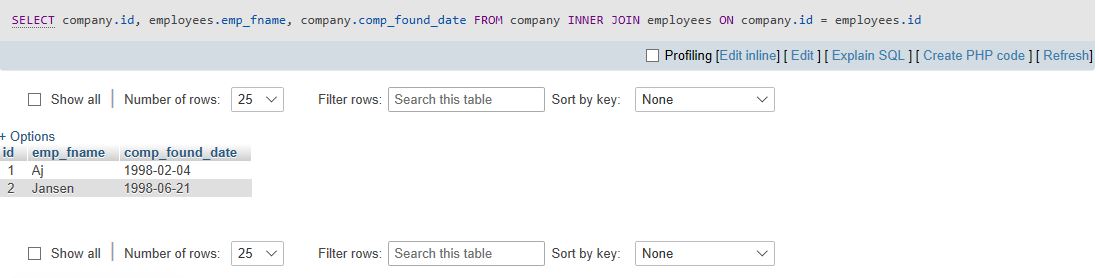 SELECT company.id, employees.emp_fname, company.comp_found_date FROM company INNER JOIN employees ON company.id = employees.id
Profiling [Edit inline] [ Edit ] [ Explain SQL ] [ Create PHP code ] [ Refresh]
Show all | Number of rows: 25 Filter rows: Search this table Sort by key: None
+ Options
id emp_fname comp_found_date
1 Aj 1998-02-04
2 Jansen 1998-06-21
Show all | Number of rows: 25 Filter rows: Search this table Sort by key: None